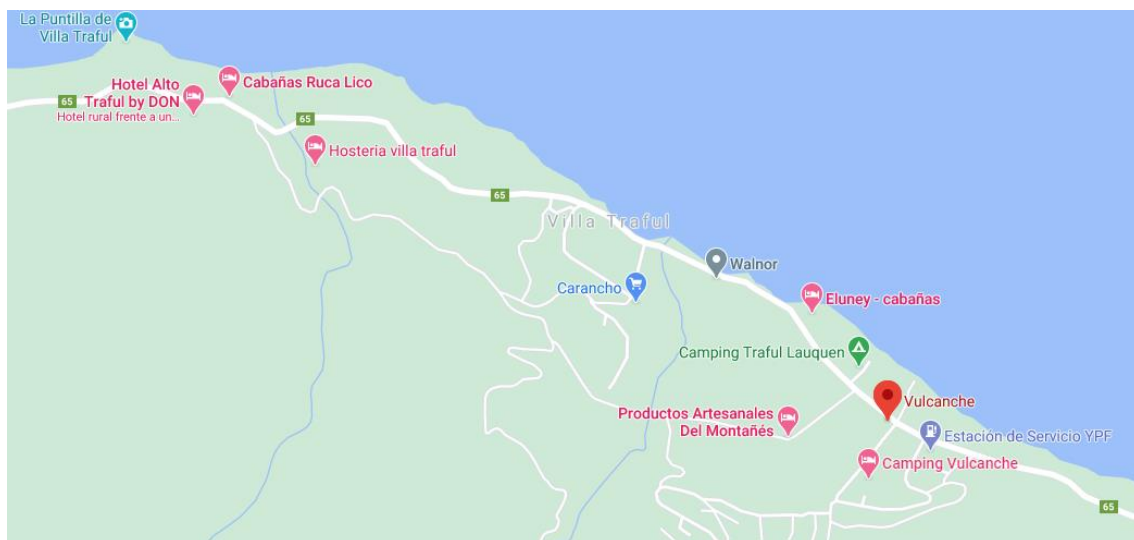 La Puntilla de
Villa Traful
Hotel Alto
Traful by DON
Hotel rural frente a un...
65
Cabañas Ruca Lico
65
Hosteria villa traful
65
Villa Traful
Walnor
Carancho
Eluney - cabañas
Camping Traful Lauquen
Vulcanche
Productos Artesanales
Del Montañés
Estación de Servicio YPF
Camping Vulcanche
65